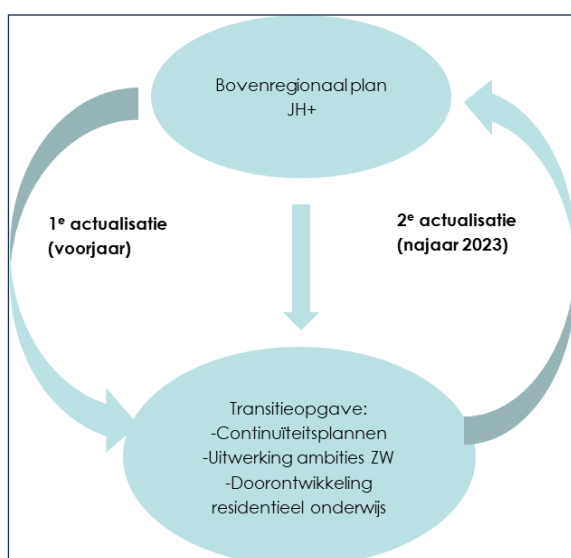 Bovenregionaal plan
JH+
1e actualisatie
(voorjaar)
2e actualisatie
(najaar 2023)
Transitieopgave:
-Continuïteitsplannen
-Uitwerking ambities ZW
-Doorontwikkeling
residentieel onderwijs